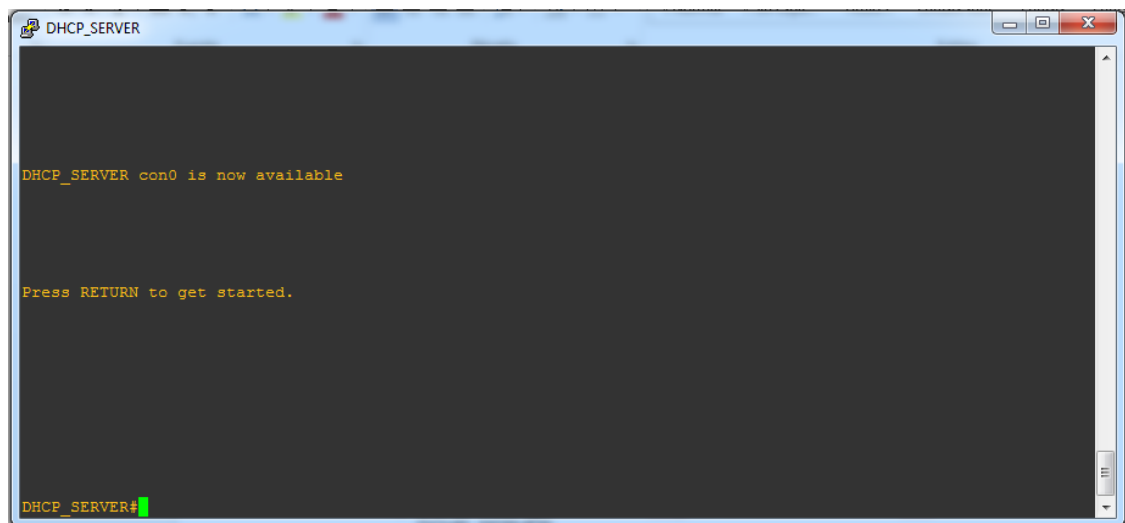 DHCP_SERVER
DHCP_SERVER con0 is now available
Press RETURN to get started.
DHCP_SERVER#